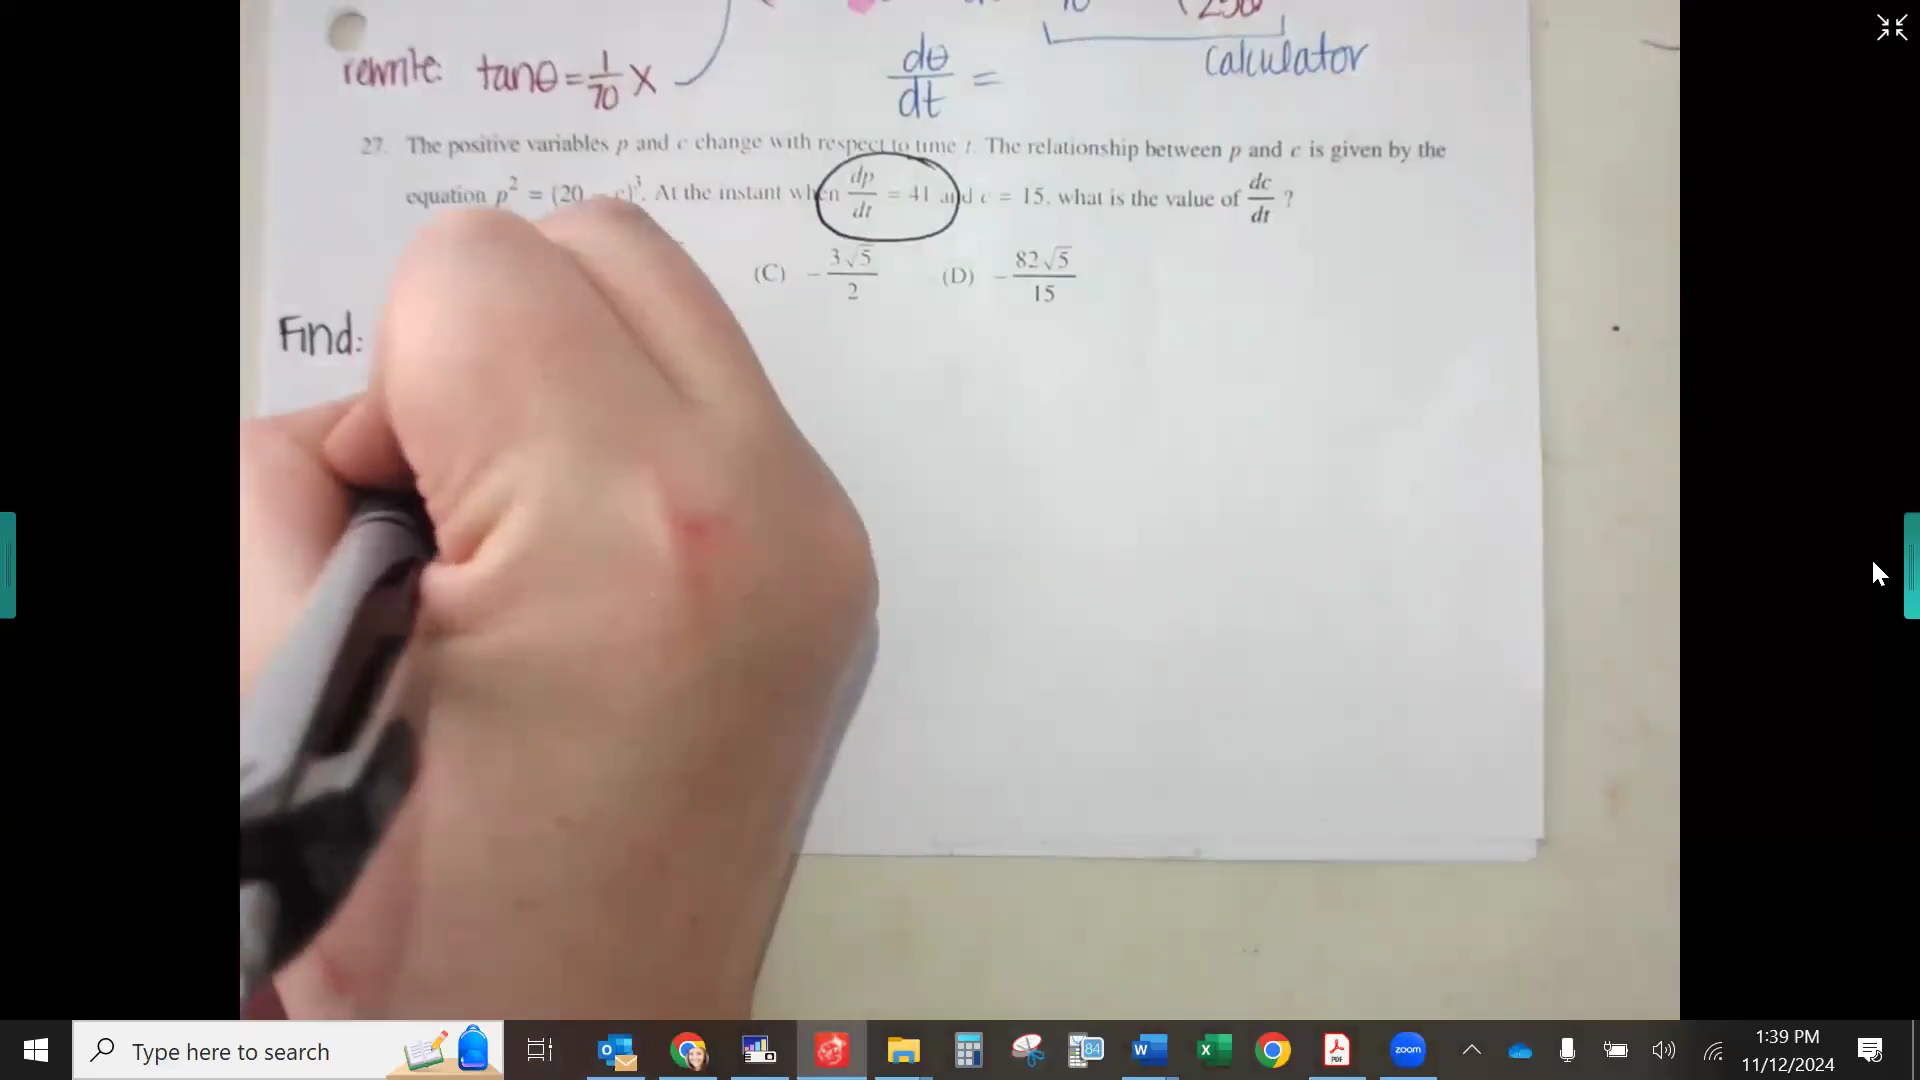 (250
calculator
rewrite: tanθ = 1/70 x
dθ/dt =
27. The positive variables p and c change with respect to time t. The relationship between p and c is given by the
equation p² = (20 − c)³. At the instant when dp/dt = 41 and c = 15, what is the value of dc/dt ?
(C) −3√5/2 (D) −82√5/15
Find:
Type here to search
84
zoom
1:39 PM
11/12/2024